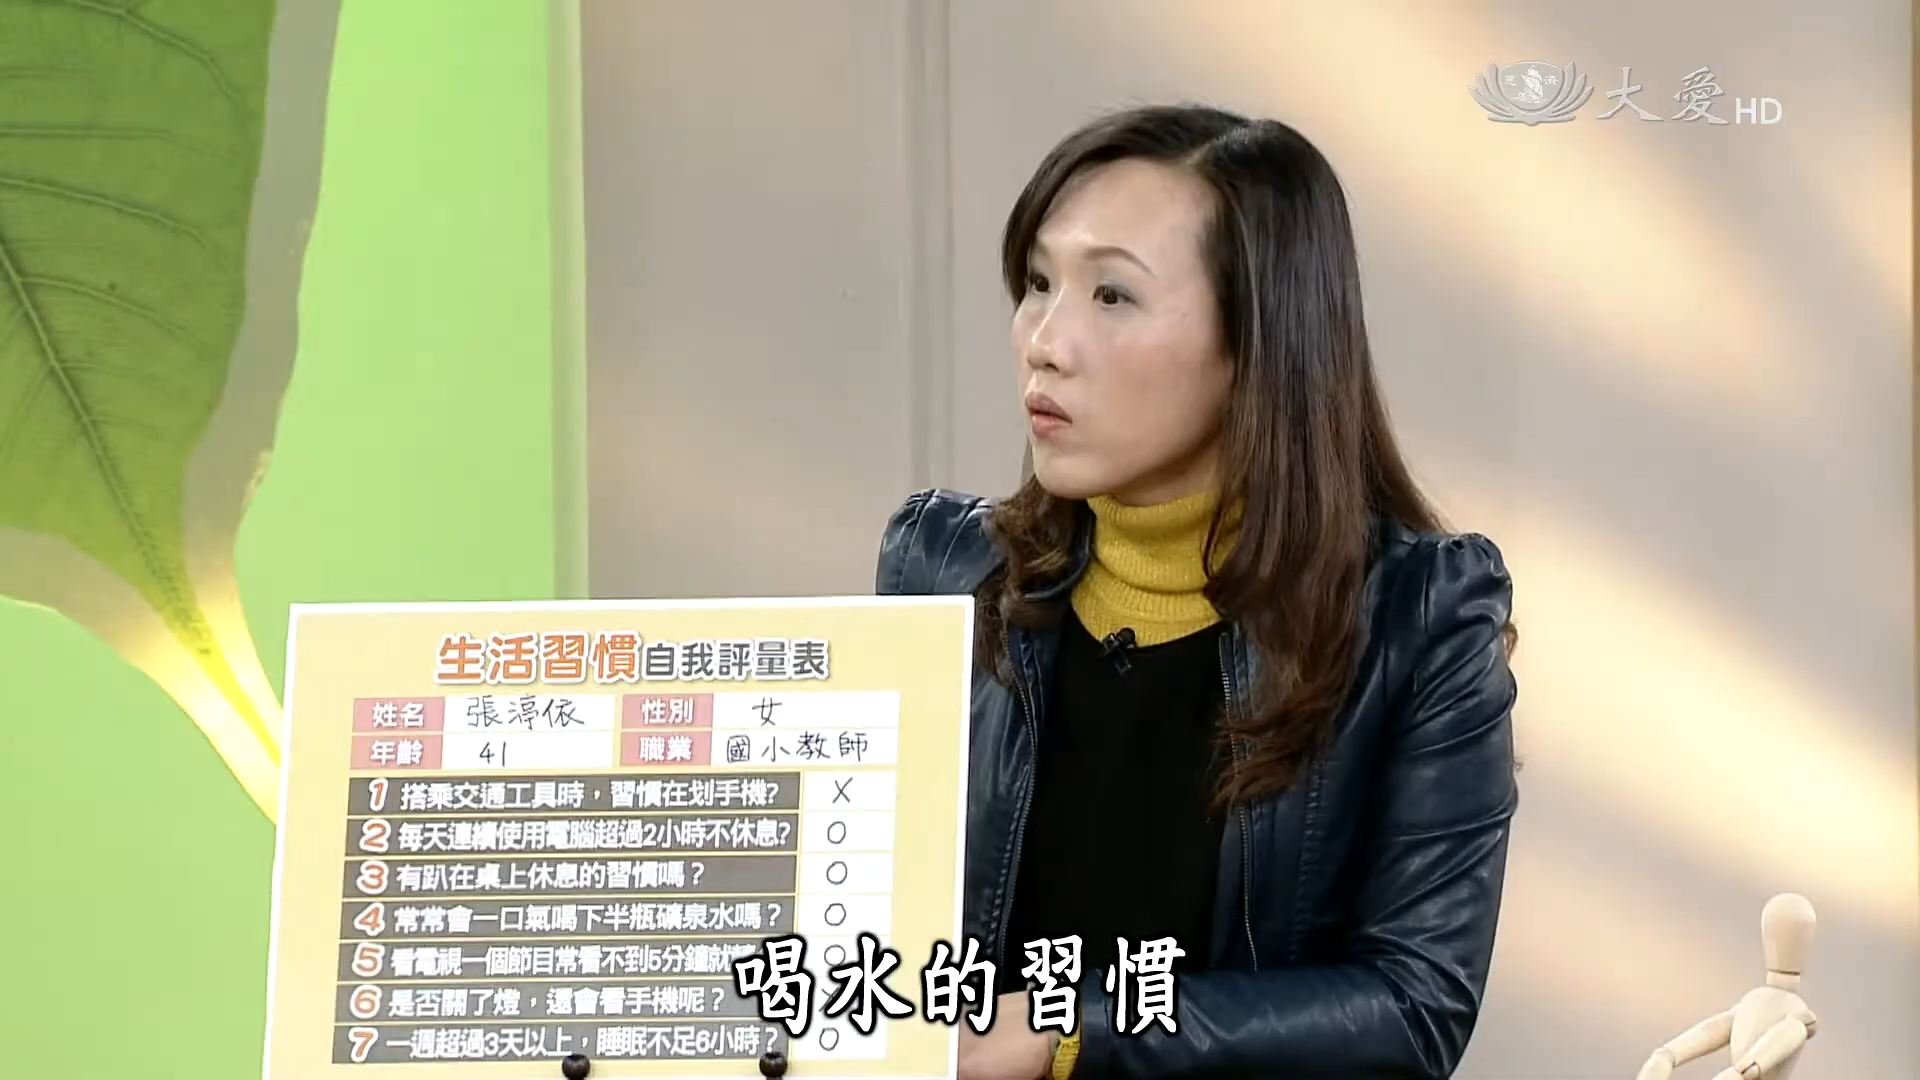 大愛HD
生活習慣自我評量表
姓名 張淳依 性別 女
年齡 41 職業 國小教師
1 搭乘交通工具時，習慣在划手機? X
2 每天連續使用電腦超過2小時不休息? O
3 有趴在桌上休息的習慣嗎？ O
4 常常會一口氣喝下半瓶礦泉水嗎？ O
5 看電視一個節目常看不到5分鐘就轉
6 是否關了燈，還會看手機呢？
7 一週超過3天以上，睡眠不足6小時？ O
喝水的習慣